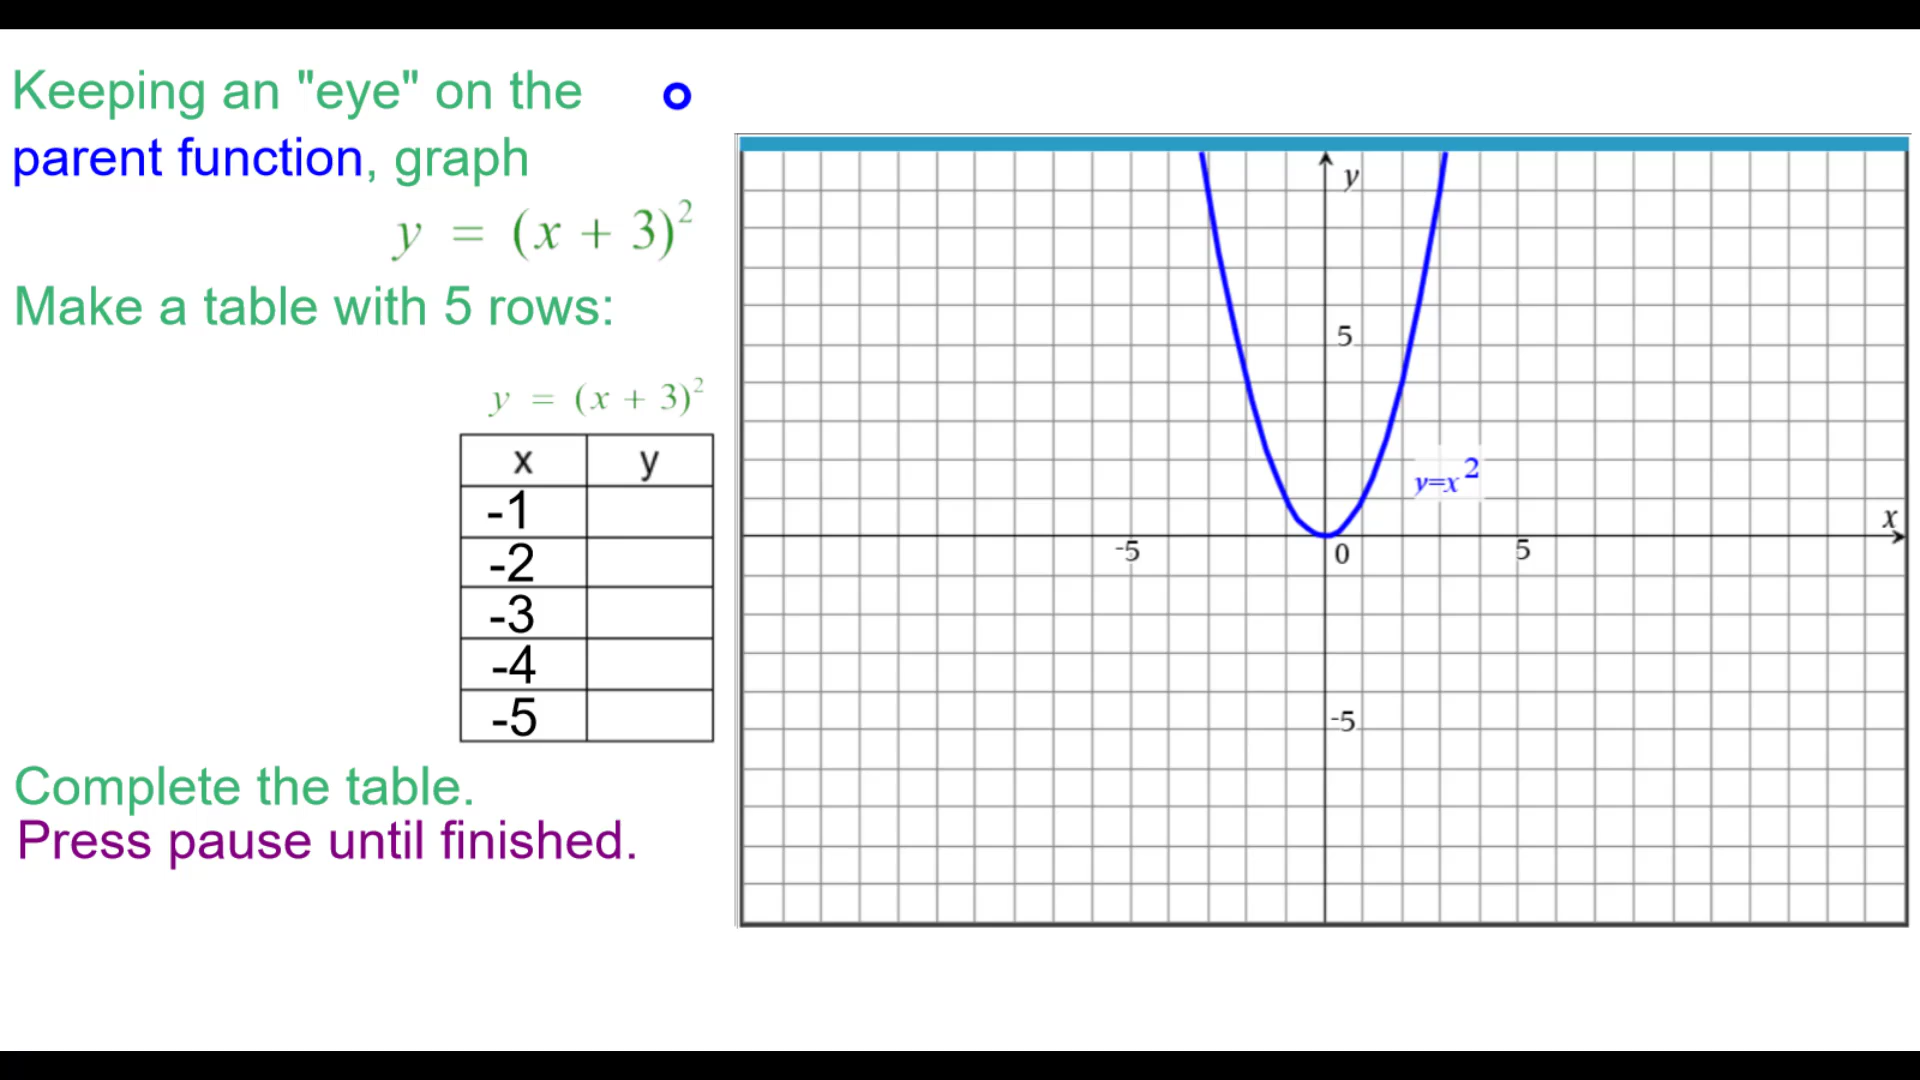 Keeping an "eye" on the
parent function, graph
y = (x + 3)²
Make a table with 5 rows:
y = (x + 3)²
x y
-1
-2
-3
-4
-5
Complete the table.
Press pause until finished.
y
5
y=x²
x
-5 0 5
-5